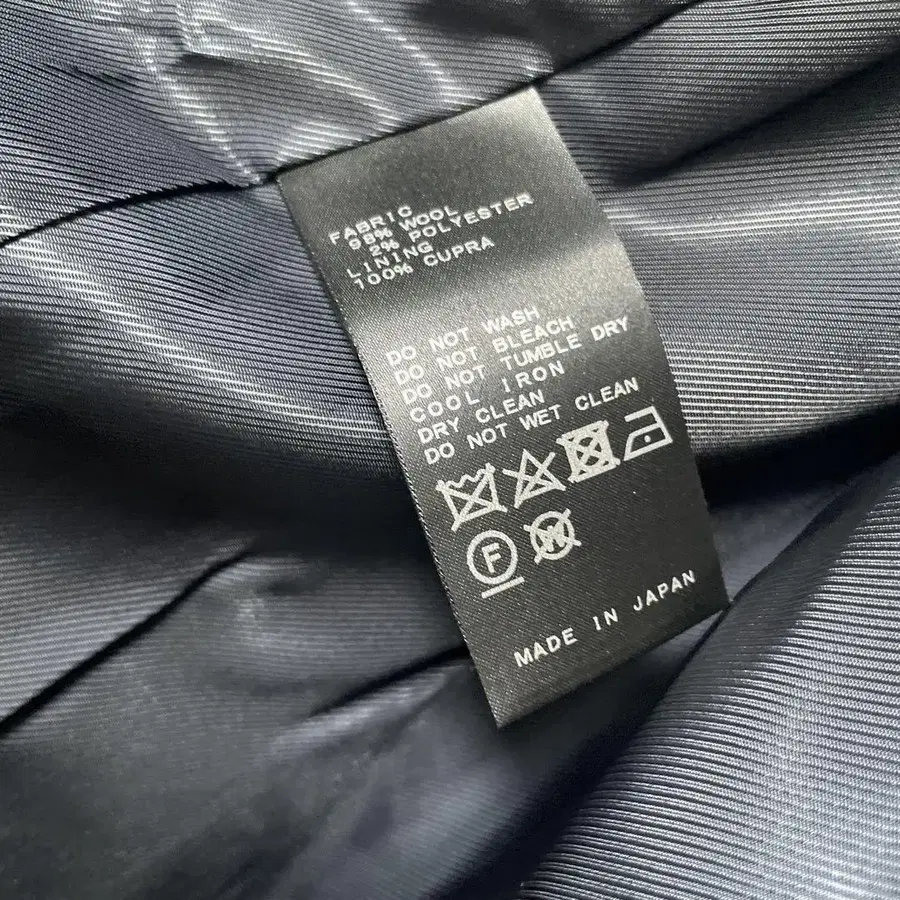 FABRIC
98% WOOL
2% POLYESTER
LINING
100% CUPRA
DO NOT WASH
DO NOT BLEACH
DO NOT TUMBLE DRY
COOL IRON
DRY CLEAN
DO NOT WET CLEAN
F W
MADE IN JAPAN